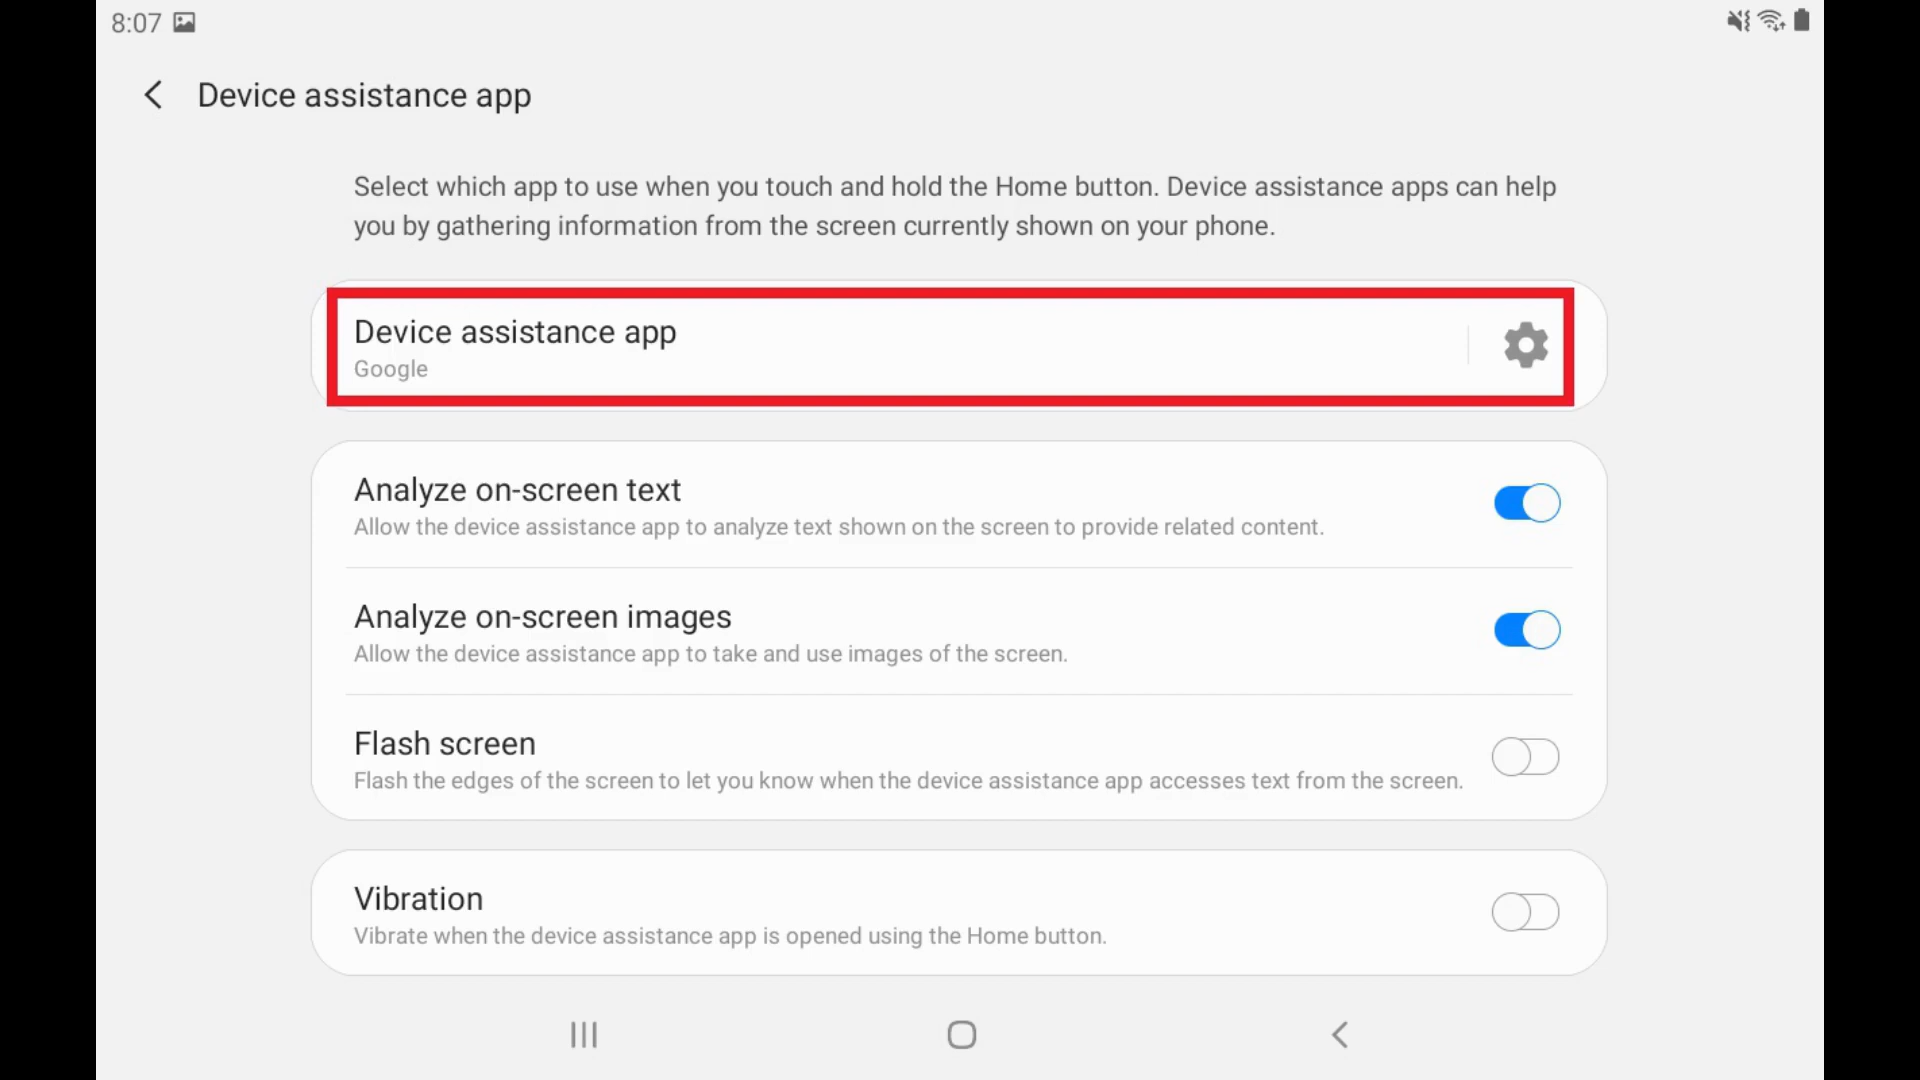 8:07
Device assistance app
Select which app to use when you touch and hold the Home button. Device assistance apps can help
you by gathering information from the screen currently shown on your phone.
Device assistance app
Google
Analyze on-screen text
Allow the device assistance app to analyze text shown on the screen to provide related content.
Analyze on-screen images
Allow the device assistance app to take and use images of the screen.
Flash screen
Flash the edges of the screen to let you know when the device assistance app accesses text from the screen.
Vibration
Vibrate when the device assistance app is opened using the Home button.